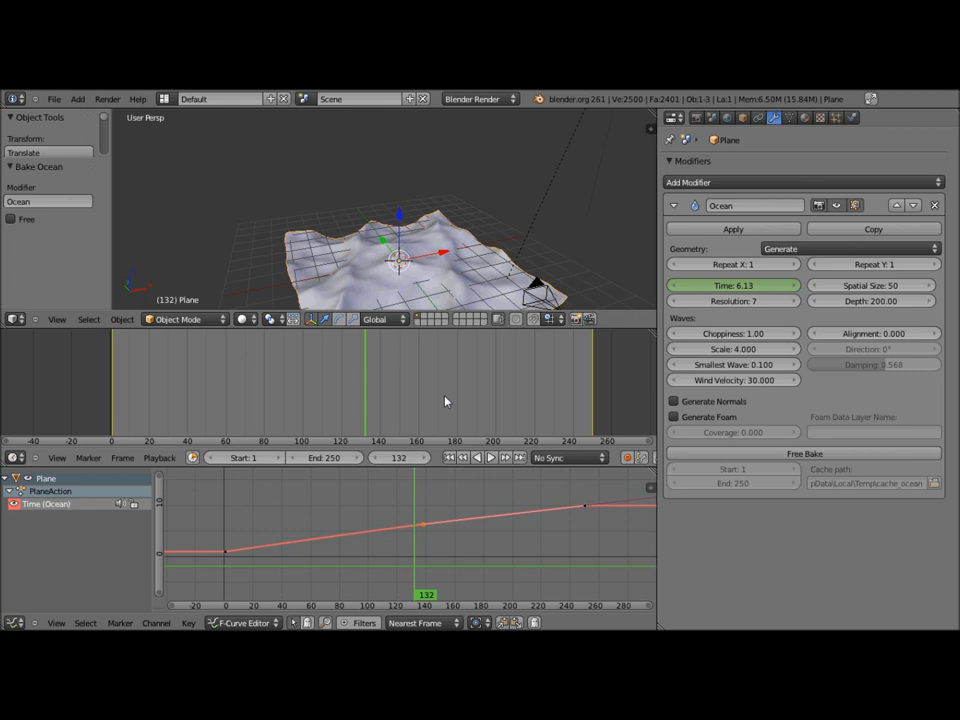 File Add Render Help Default Scene Blender Render blender.org 261 | Ve:2500 | Fa:2401 | Ob:1-3 | La:1 | Mem:6.50M (15.84M) | Plane
Object Tools
Transform:
Translate
Bake Ocean
Modifier
Ocean
Free
User Persp
(132) Plane
View Select Object Object Mode Global
-40 -20 0 20 40 60 80 100 120 140 160 180 200 220 240 260
View Marker Frame Playback Start: 1 End: 250 132 No Sync
Plane
PlaneAction
Time (Ocean)
10
0
132
-20 0 20 40 60 80 100 120 140 160 180 200 220 240 260 280
View Select Marker Channel Key F-Curve Editor Filters Nearest Frame
Plane
Modifiers
Add Modifier
Ocean
Apply Copy
Geometry: Generate
Repeat X: 1 Repeat Y: 1
Time: 6.13 Spatial Size: 50
Resolution: 7 Depth: 200.00
Waves:
Choppiness: 1.00 Alignment: 0.000
Scale: 4.000 Direction: 0°
Smallest Wave: 0.100 Damping: 0.568
Wind Velocity: 30.000
Generate Normals
Generate Foam Foam Data Layer Name:
Coverage: 0.000
Free Bake
Start: 1 Cache path:
End: 250 pData\Local\Temp\cache_ocean